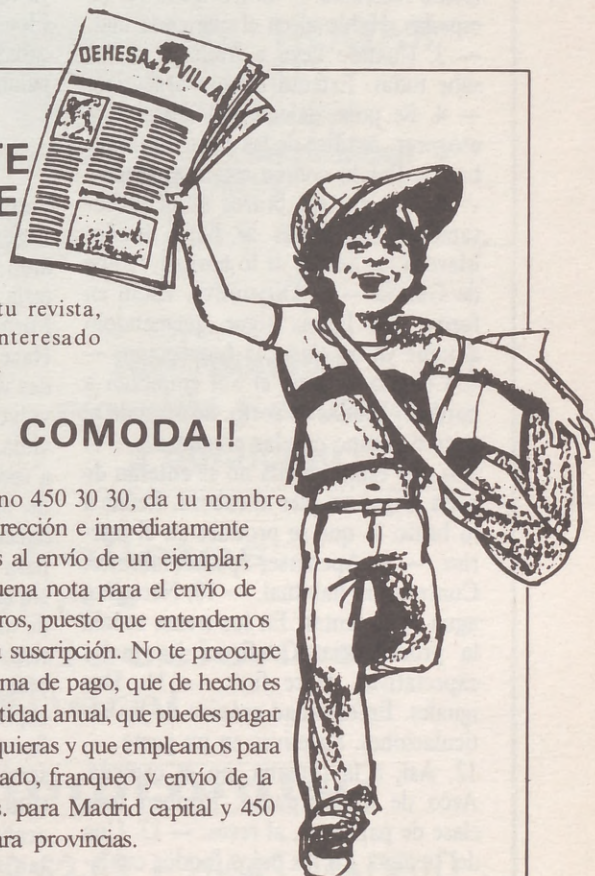 DEHESA de la VILLA
TE
E
tu revista,
nteresado
COMODA!!
no 450 30 30, da tu nombre,
rección e inmediatamente
s al envío de un ejemplar,
uena nota para el envío de
ros, puesto que entendemos
a suscripción. No te preocupe
ma de pago, que de hecho es
tidad anual, que puedes pagar
quieras y que empleamos para
ado, franqueo y envío de la
s. para Madrid capital y 450
ara provincias.